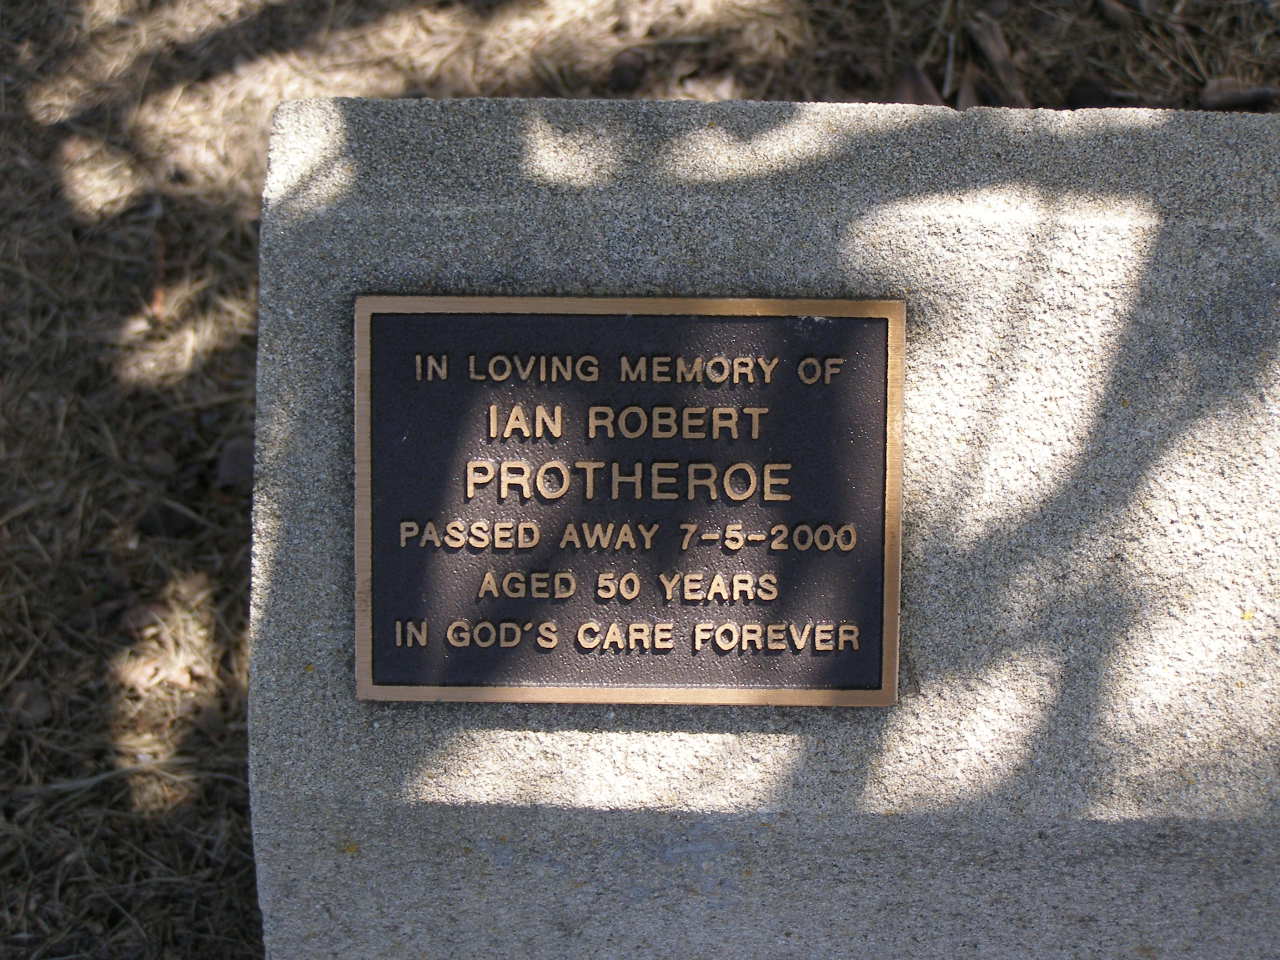 IN LOVING MEMORY OF
IAN ROBERT
PROTHEROE
PASSED AWAY 7-5-2000
AGED 50 YEARS
IN GOD'S CARE FOREVER